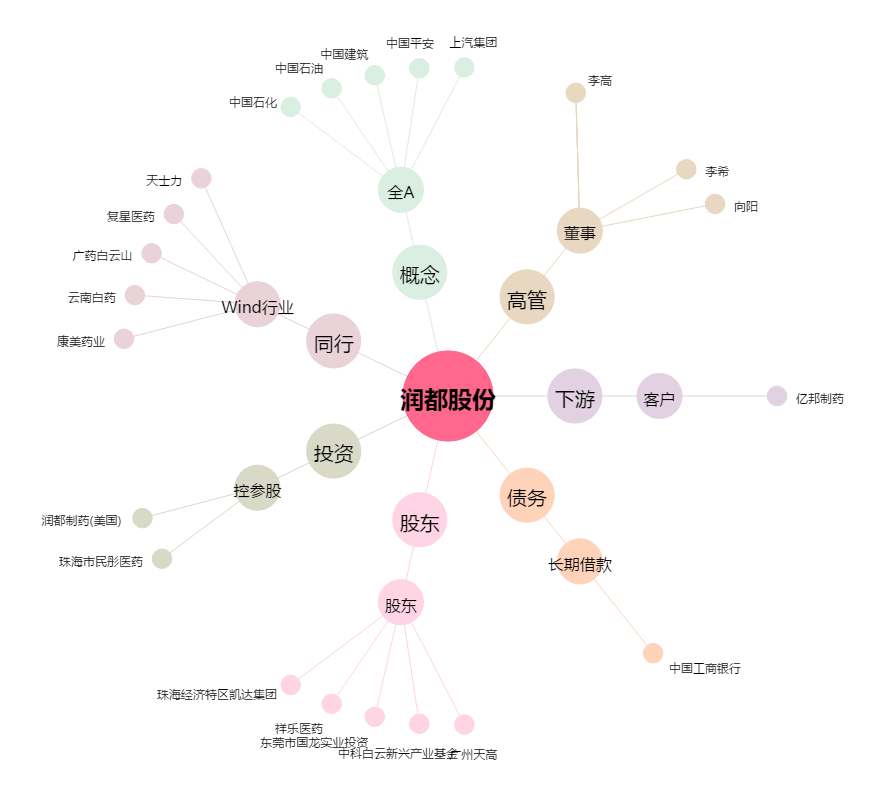 上汽集团
中国平安
中国建筑
中国石油
中国石化
李高
天士力
李希
全A
向阳
复星医药
董事
广药白云山
概念
云南白药
高管
Wind行业
康美药业
同行
润都股份
下游
客户
亿邦制药
投资
控参股
债务
润都制药(美国)
股东
珠海市民彤医药
长期借款
股东
中国工商银行
珠海经济特区凯达集团
祥乐医药
东莞市国龙实业投资
中科白云新兴产业基金
广州天高